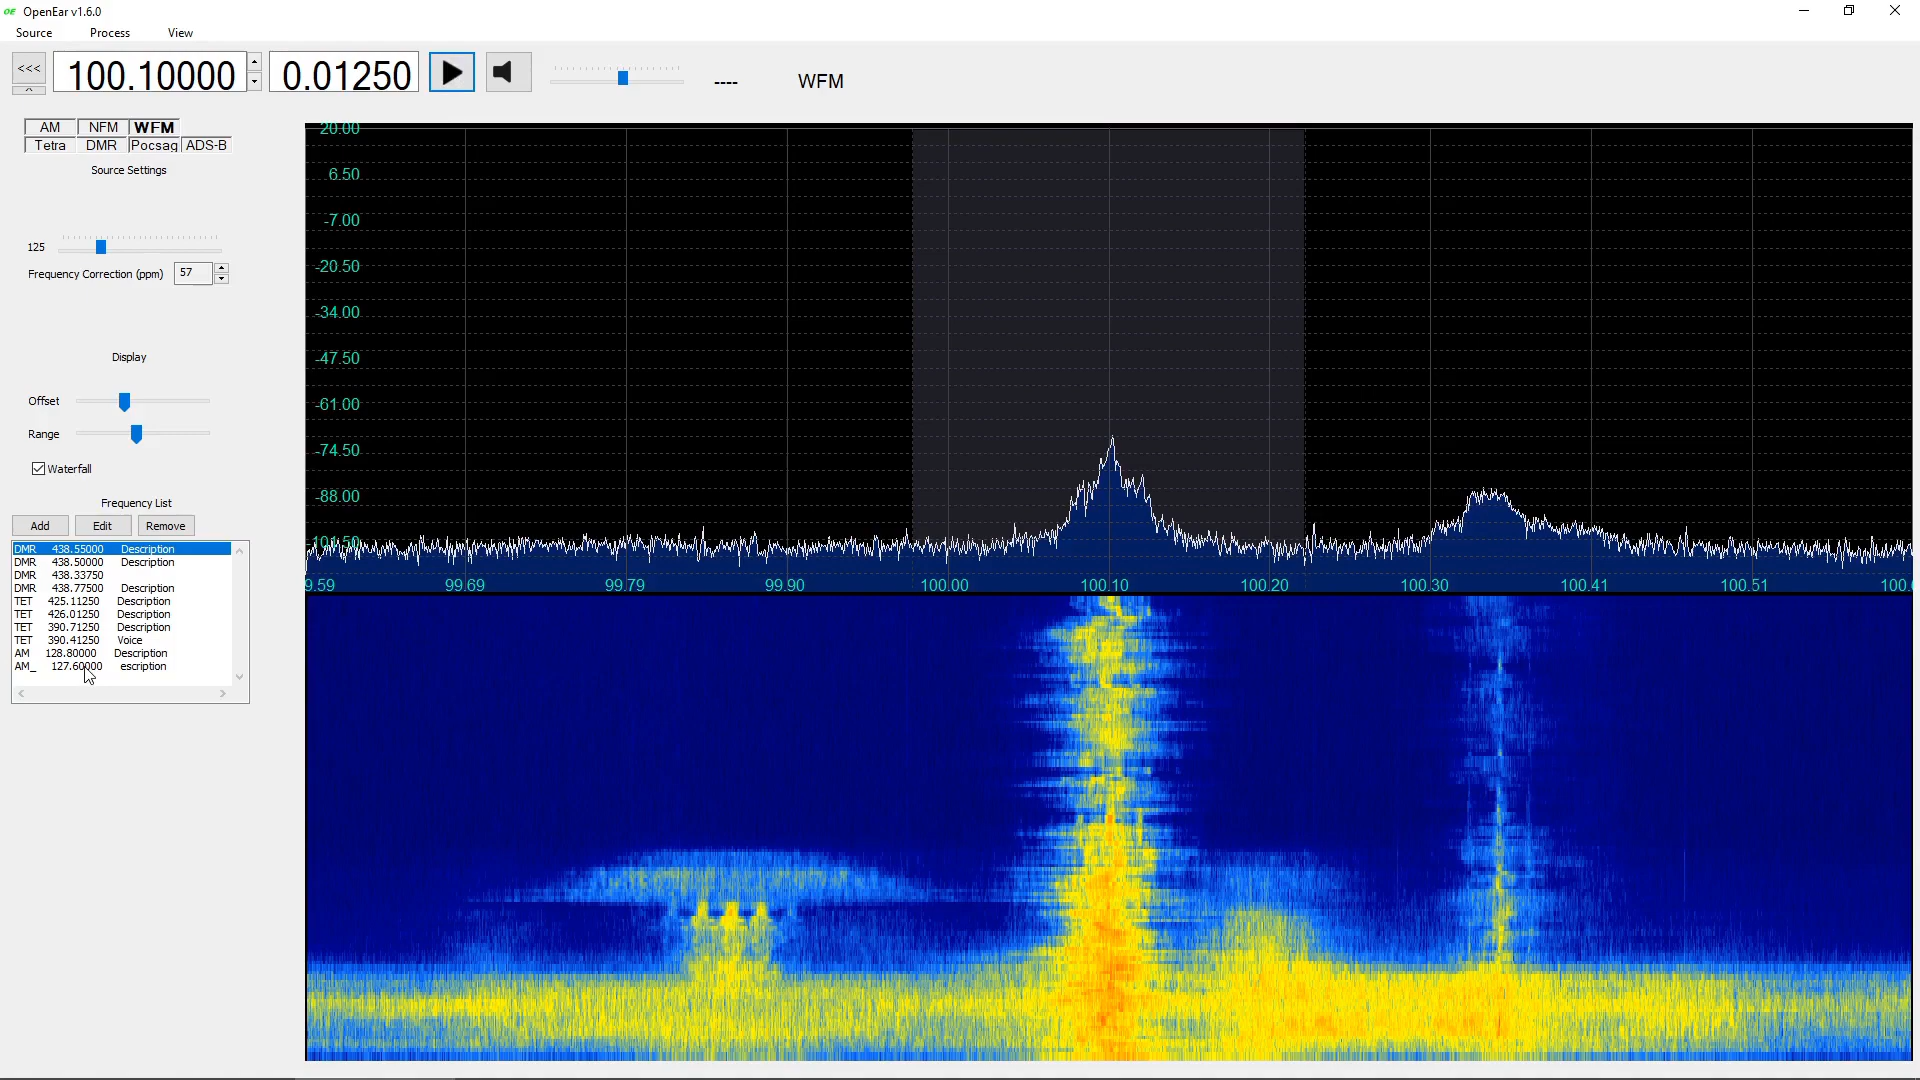 OE OpenEar v1.6.0
Source Process View
<<< 100.10000 0.01250 ---- WFM
^
AM NFM WFM
Tetra DMR Pocsag ADS-B
Source Settings
125
Frequency Correction (ppm) 57
Display
Offset
Range
Waterfall
Frequency List
Add Edit Remove
DMR 438.55000 Description
DMR 438.50000 Description
DMR 438.33750
DMR 438.77500 Description
TET 425.11250 Description
TET 426.01250 Description
TET 390.71250 Description
TET 390.41250 Voice
AM 128.80000 Description
AM_ 127.60000 escription
20.00
6.50
-7.00
-20.50
-34.00
-47.50
-61.00
-74.50
-88.00
9.59 99.69 99.79 99.90 100.00 100.10 100.20 100.30 100.41 100.51